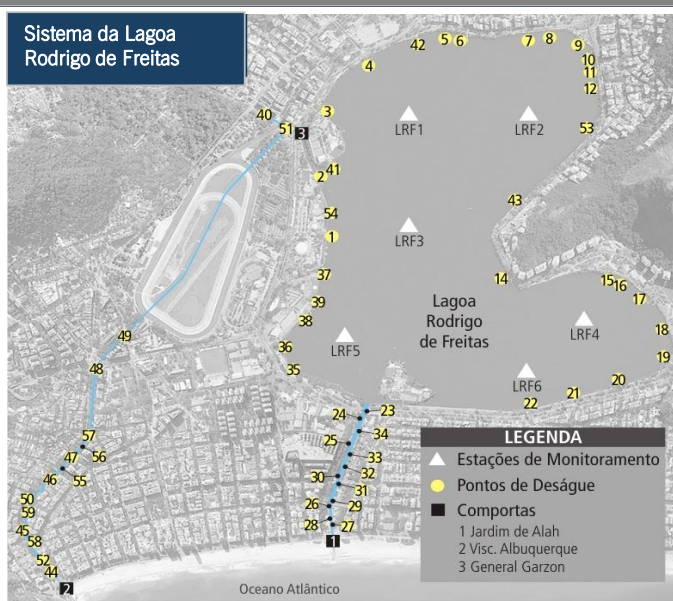 Sistema da Lagoa
Rodrigo de Freitas
42 5 6 7 8 9
4 10
11
12
40 3
51 3
LRF1 LRF2
53
41
2
43
54
1 LRF3
37 14 15 16
17
39 Lagoa
38 Rodrigo
de Freitas
LRF4 18
49 36 LRF5
48 35 LRF6 19
20
21
22
24 23
57 25 34
56
47 33
46 55 30 32
31
50 26 29
59
45 28 27
58
1
52
44
2
LEGENDA
Estações de Monitoramento
Pontos de Deságue
Comportas
1 Jardim de Alah
2 Visc. Albuquerque
3 General Garzon
Oceano Atlântico